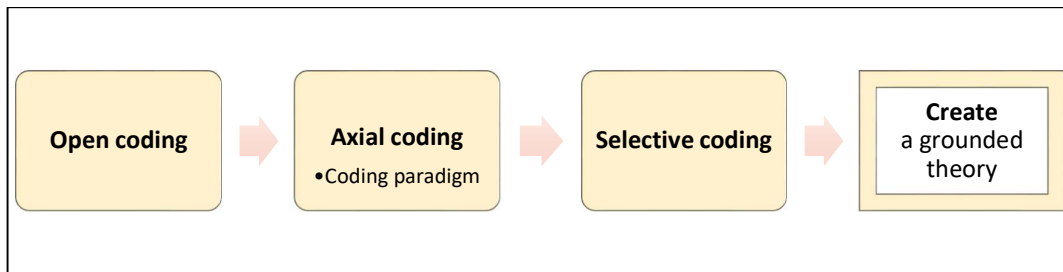 Open coding
Axial coding
•Coding paradigm
Selective coding
Create
a grounded
theory